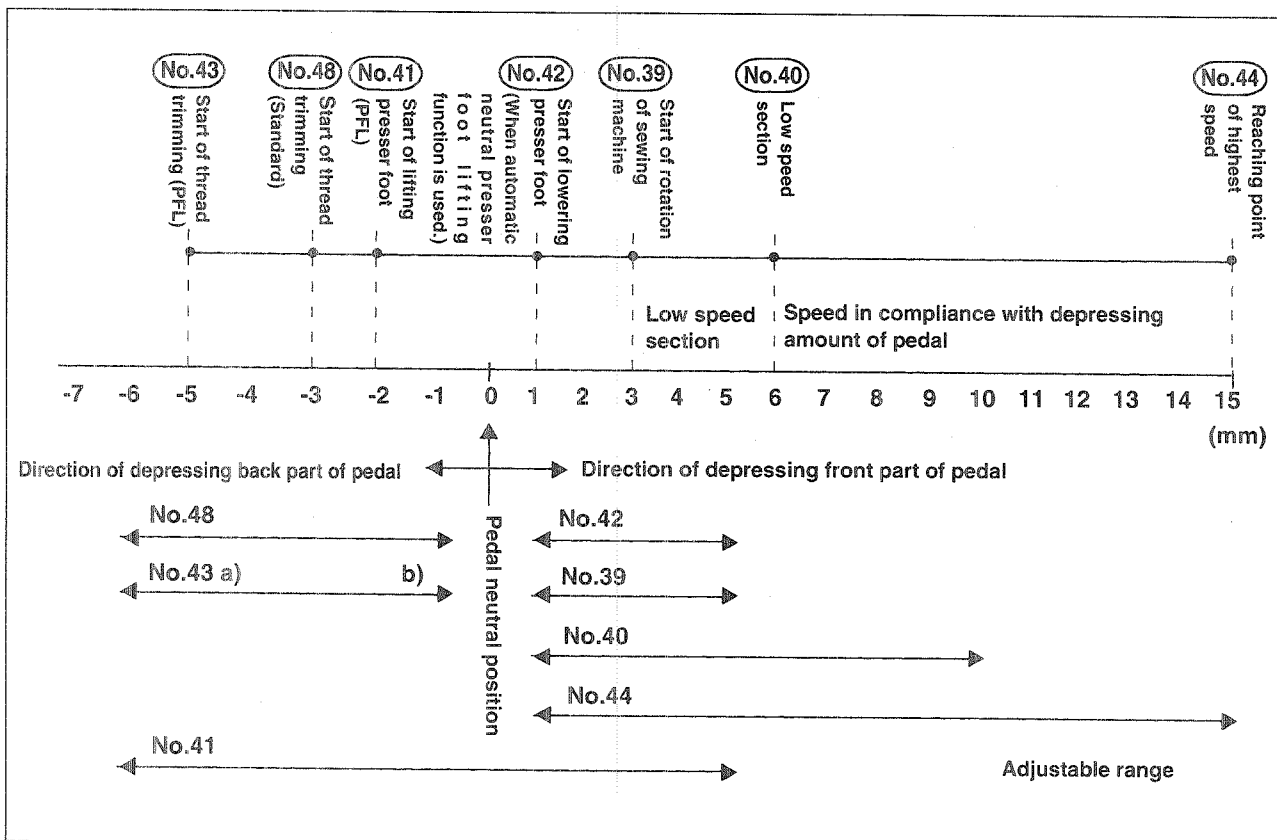 No.43
Start of thread
trimming (PFL)
No.48
Start of thread
trimming
(Standard)
No.41
Start of lifting
presser foot
(PFL)
neutral presser
foot lifting
function is used.)
No.42
Start of lowering
presser foot
(When automatic
No.39
Start of rotation
of sewing
machine
No.40
Low speed
section
No.44
Reaching point
of highest
speed
Low speed
section
Speed in compliance with depressing
amount of pedal
-7 -6 -5 -4 -3 -2 -1 0 1 2 3 4 5 6 7 8 9 10 11 12 13 14 15
(mm)
Direction of depressing back part of pedal
Direction of depressing front part of pedal
Pedal neutral position
No.48
No.42
No.43 a) b)
No.39
No.40
No.44
No.41
Adjustable range